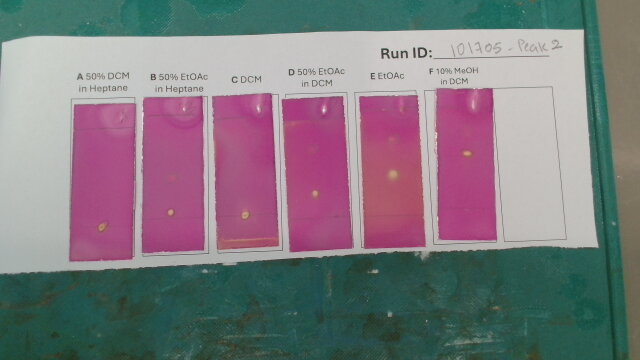 Run ID: 101705-Peak 2
A 50% DCM in Heptane
B 50% EtOAc in Heptane
C DCM
D 50% EtOAc in DCM
E EtOAc
F 10% MeOH in DCM